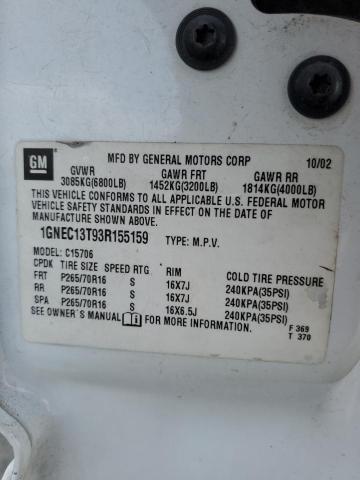 GM
MFD BY GENERAL MOTORS CORP 10/02
GVWR GAWR FRT GAWR RR
3085KG(6800LB) 1452KG(3200LB) 1814KG(4000LB)
THIS VEHICLE CONFORMS TO ALL APPLICABLE U.S. FEDERAL MOTOR
VEHICLE SAFETY STANDARDS IN EFFECT ON THE DATE OF
MANUFACTURE SHOWN ABOVE.
1GNEC13T93R155159 TYPE: M.P.V.
MODEL: C15706
CPDK TIRE SIZE SPEED RTG RIM COLD TIRE PRESSURE
FRT P265/70R16 S 16X7J 240KPA(35PSI)
RR P265/70R16 S 16X7J 240KPA(35PSI)
SPA P265/70R16 S 16X6.5J 240KPA(35PSI)
SEE OWNER'S MANUAL FOR MORE INFORMATION.
F 369
T 370